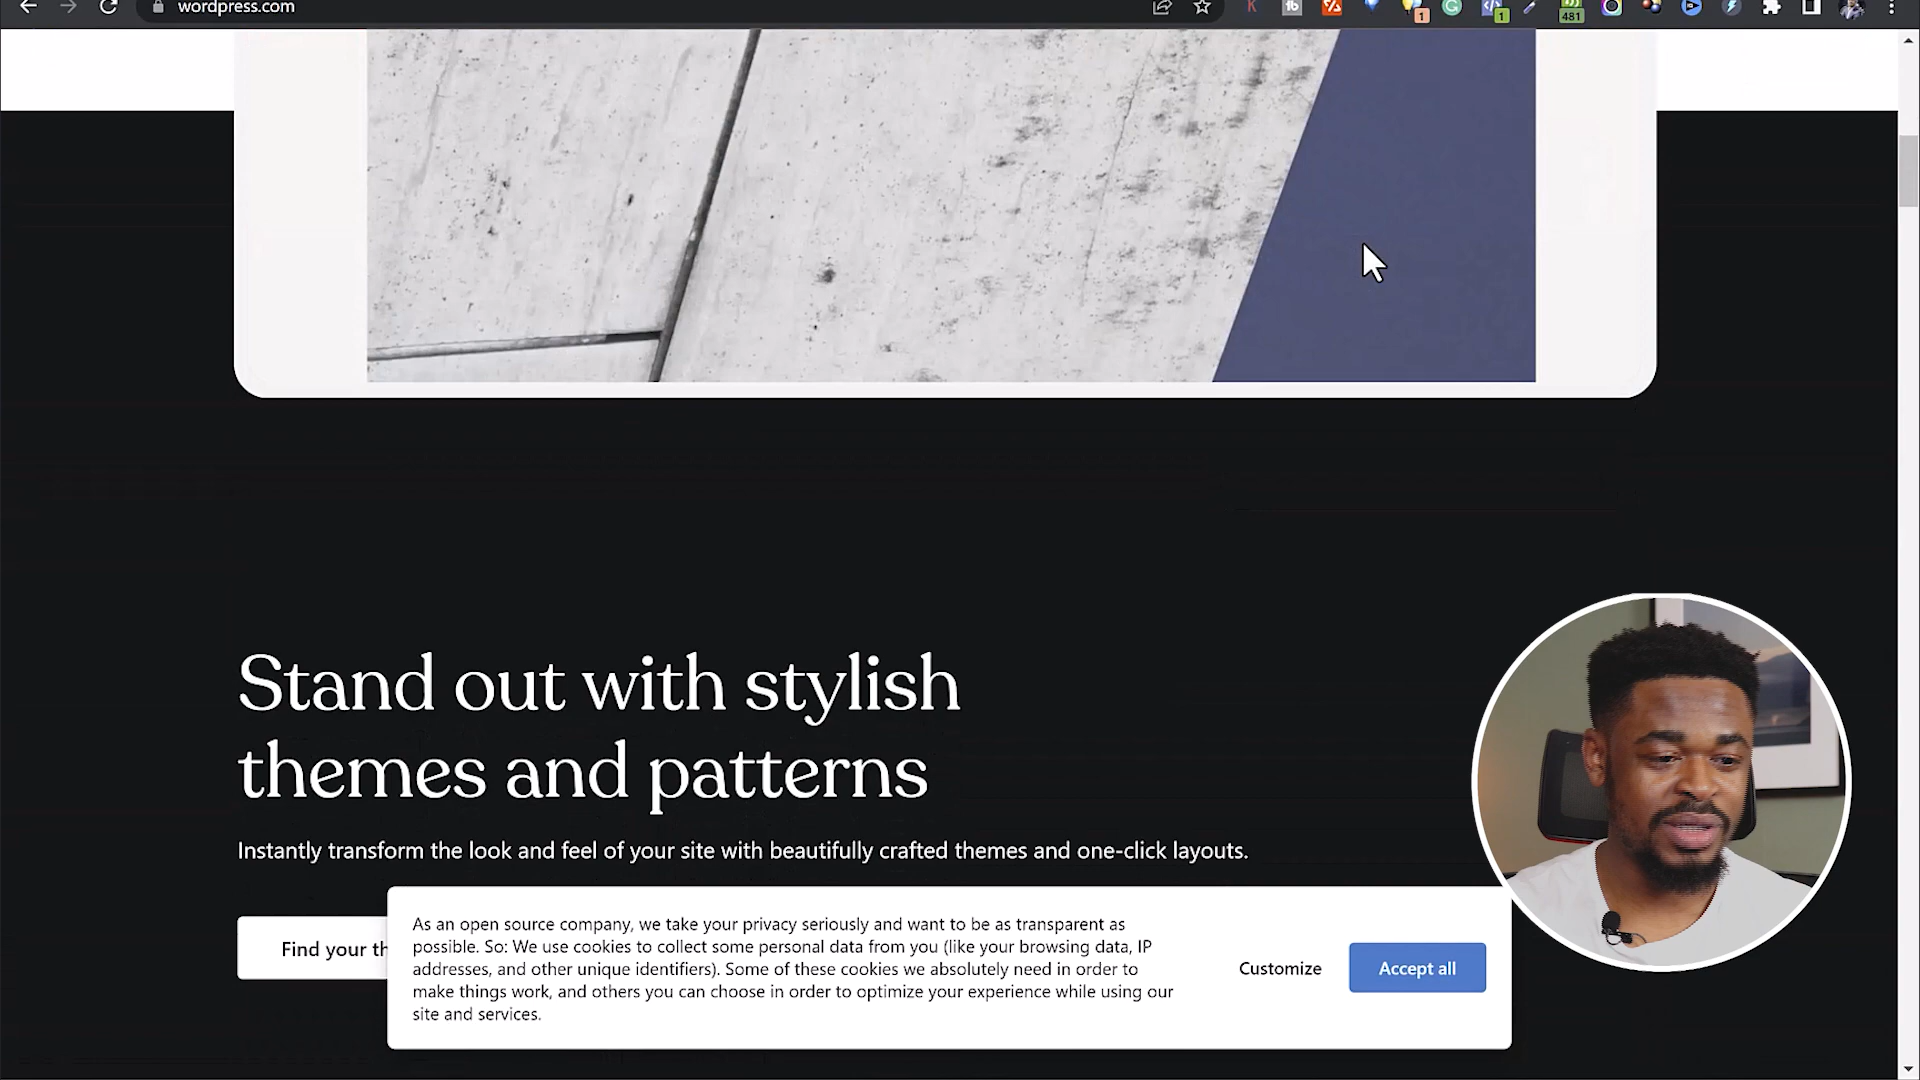 wordpress.com
1
1
481
Stand out with stylish
themes and patterns
Instantly transform the look and feel of your site with beautifully crafted themes and one-click layouts.
Find your th
As an open source company, we take your privacy seriously and want to be as transparent as
possible. So: We use cookies to collect some personal data from you (like your browsing data, IP
addresses, and other unique identifiers). Some of these cookies we absolutely need in order to
make things work, and others you can choose in order to optimize your experience while using our
site and services.
Customize
Accept all